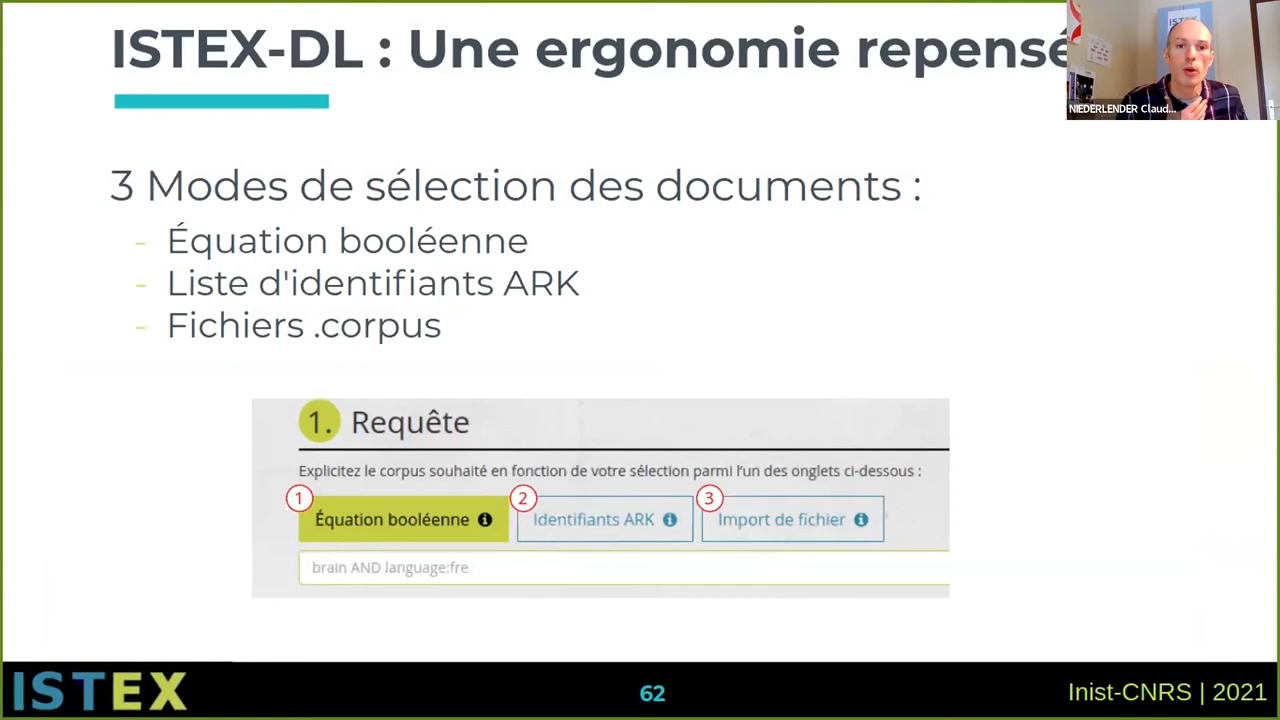 ISTEX-DL : Une ergonomie repensé
NIEDERLENDER Claud...
3 Modes de sélection des documents :
- Équation booléenne
- Liste d'identifiants ARK
- Fichiers .corpus
1. Requête
Explicitez le corpus souhaité en fonction de votre sélection parmi l'un des onglets ci-dessous :
1 Équation booléenne 2 Identifiants ARK 3 Import de fichier
brain AND language:fre
ISTEX 62 Inist-CNRS | 2021